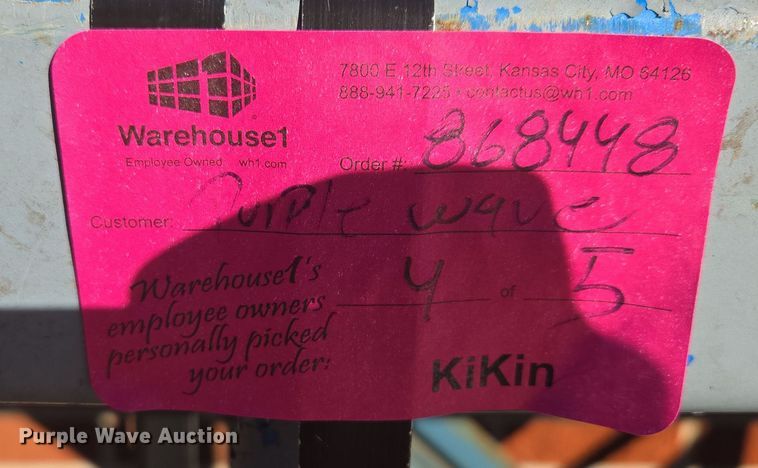 7800 E 12th Street, Kansas City, MO 64126
888-941-7225 • contactus@wh1.com
Warehouse1
Employee Owned wh1.com
Order #: 868448
Customer: Purple wave
Warehouse1's
employee owners
personally picked
your order:
4 of 5
KiKin
Purple Wave Auction